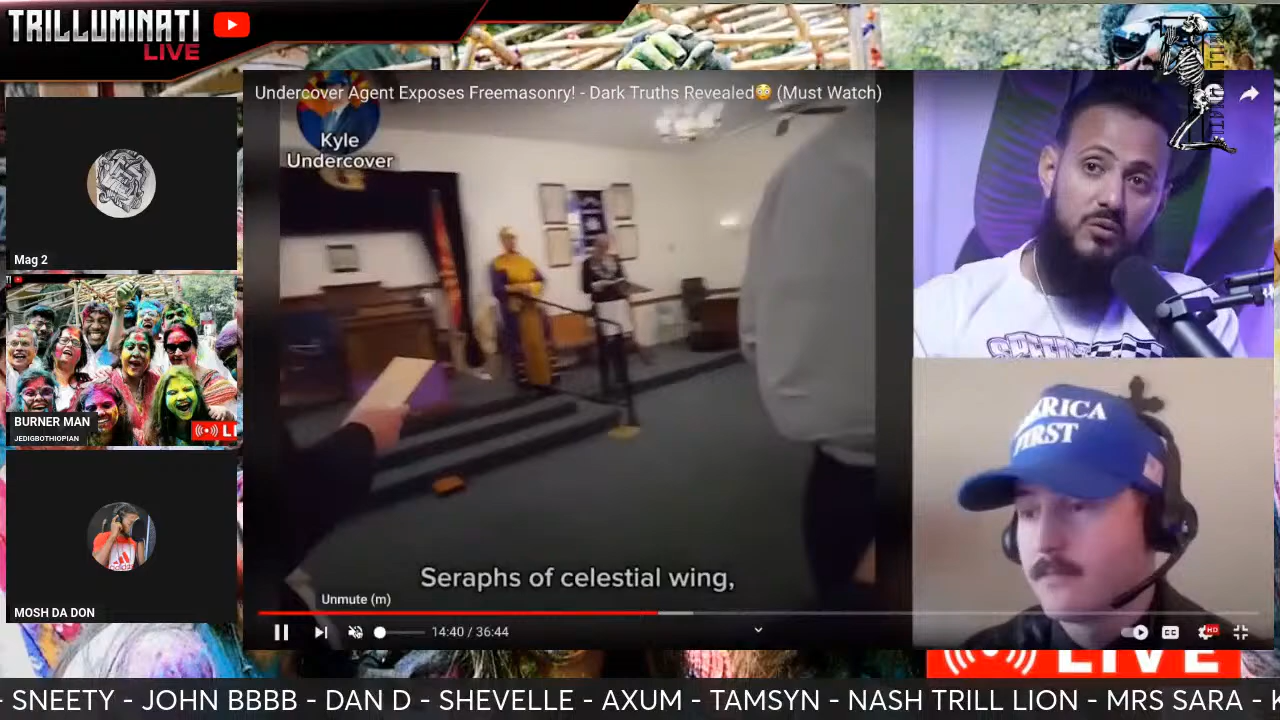 TRILLUMINATI
LIVE
Undercover Agent Exposes Freemasonry! - Dark Truths Revealed😳 (Must Watch)
Kyle
Undercover
Mag 2
BURNER MAN
JEDIGBOTHIOPIAN
MOSH DA DON
AMERICA
FIRST
Seraphs of celestial wing,
Unmute (m)
14:40 / 36:44
CC
HD
LIVE
- SNEETY - JOHN BBBB - DAN D - SHEVELLE - AXUM - TAMSYN - NASH TRILL LION - MRS SARA -